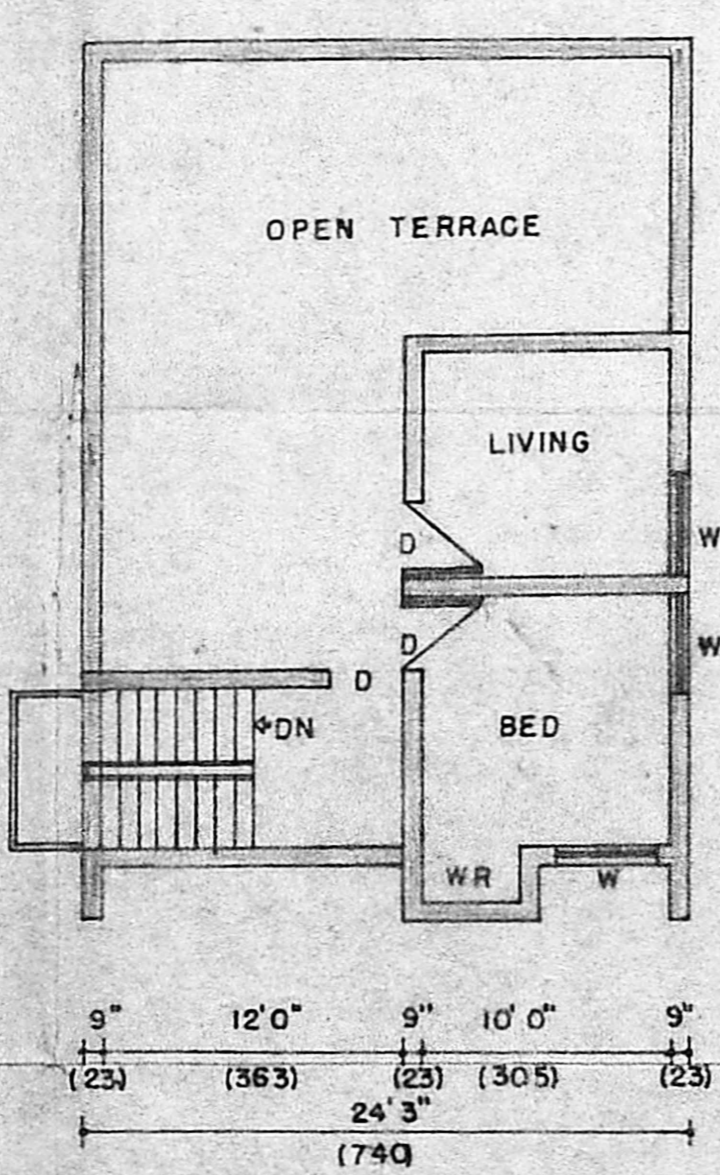 OPEN TERRACE
LIVING
D
W
D
W
D
DN
BED
WR
W
9" 12'0" 9" 10'0" 9"
(23) (363) (23) (305) (23)
24'3"
(740)